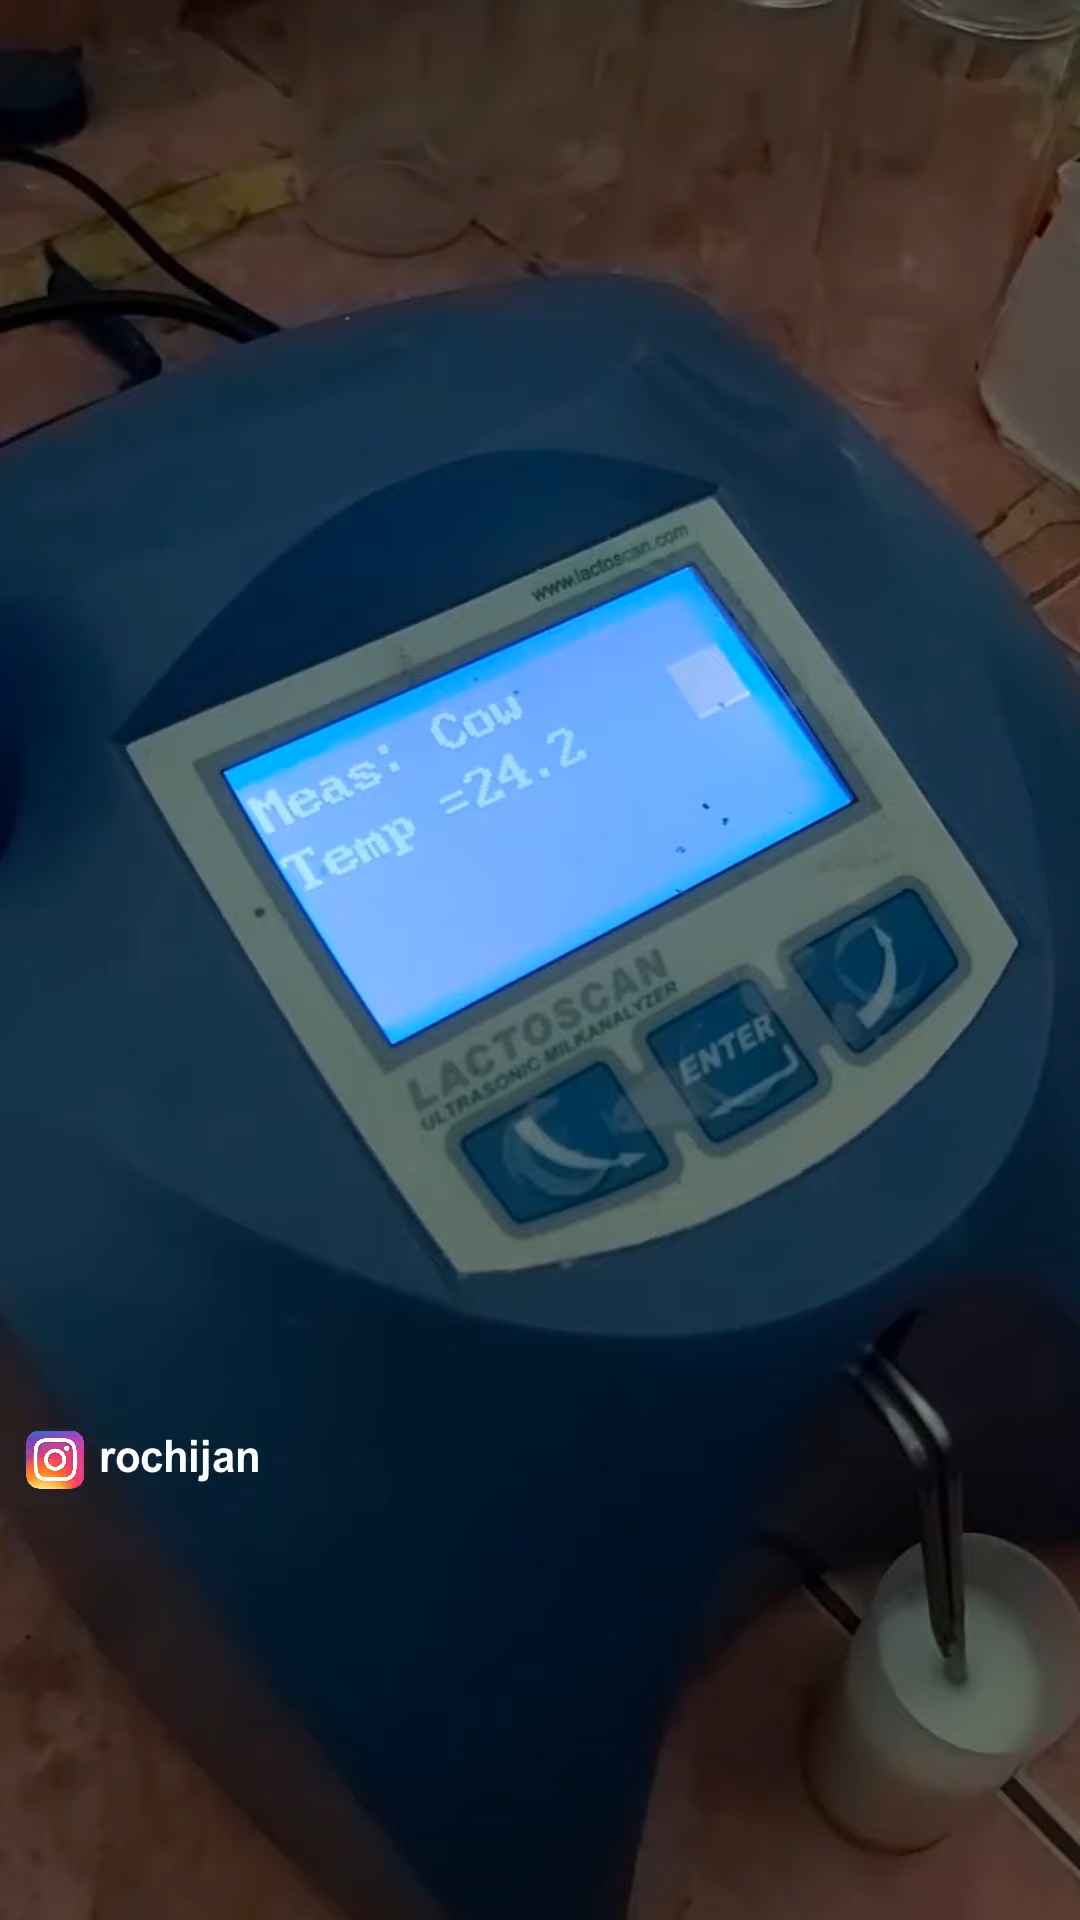 www.lactoscan.com
Meas: Cow
Temp =24.2
LACTOSCAN
ULTRASONIC MILKANALYZER
ENTER
rochijan